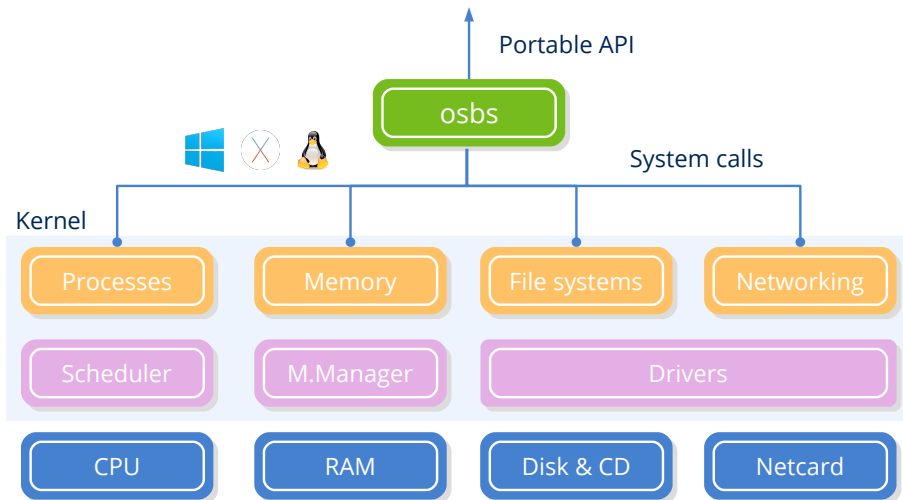 Portable API
osbs
System calls
Kernel
Processes
Memory
File systems
Networking
Scheduler
M.Manager
Drivers
CPU
RAM
Disk & CD
Netcard